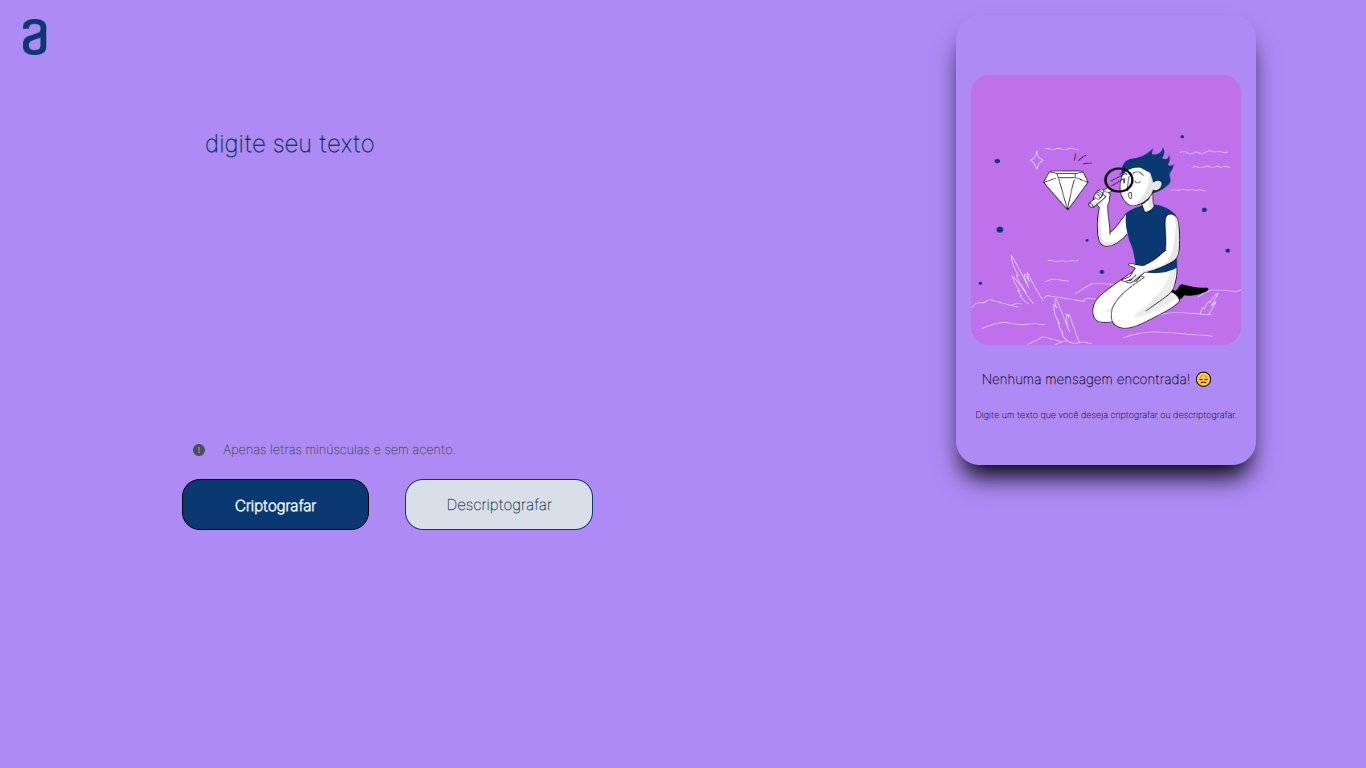 a
digite seu texto
Apenas letras minúsculas e sem acento.
Criptografar
Descriptografar
Nenhuma mensagem encontrada! 😑
Digite um texto que você deseja criptografar ou descriptografar.